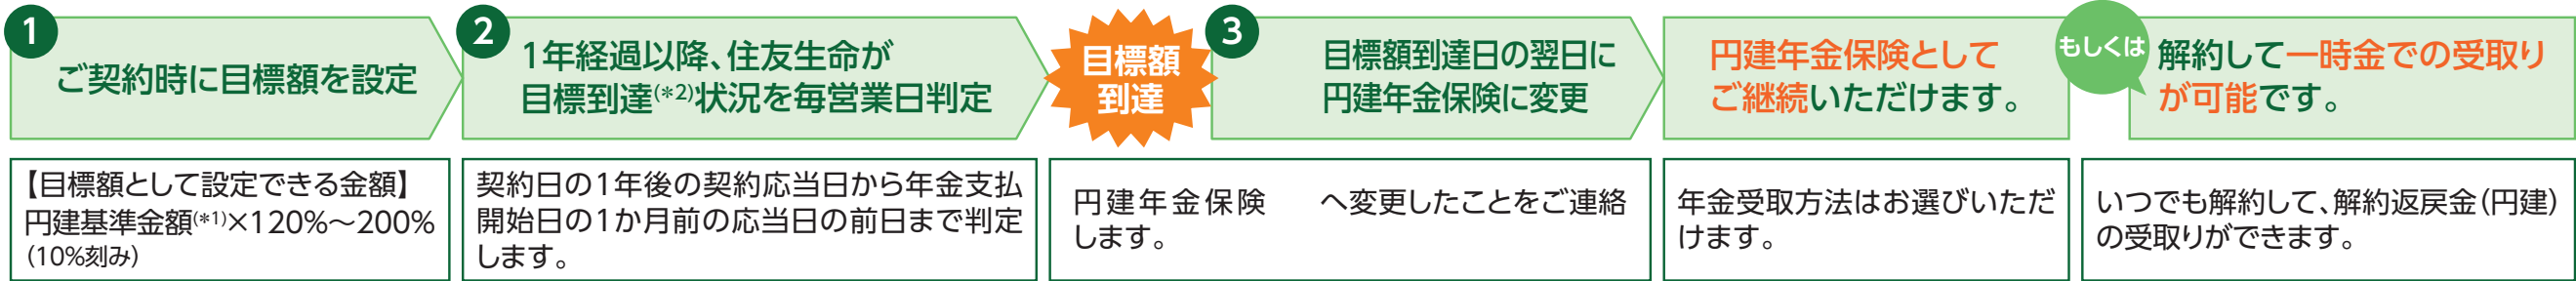 1
ご契約時に目標額を設定
【目標額として設定できる金額】
円建基準金額(*1)×120%～200%
(10%刻み)
2
1年経過以降、住友生命が
目標到達(*2)状況を毎営業日判定
契約日の1年後の契約応当日から年金支払
開始日の1か月前の応当日の前日まで判定
します。
目標額
到達
3
目標額到達日の翌日に
円建年金保険に変更
円建年金保険 へ変更したことをご連絡
します。
円建年金保険として
ご継続いただけます。
年金受取方法はお選びいただ
けます。
もしくは
解約して一時金での受取り
が可能です。
いつでも解約して、解約返戻金(円建)
の受取りができます。